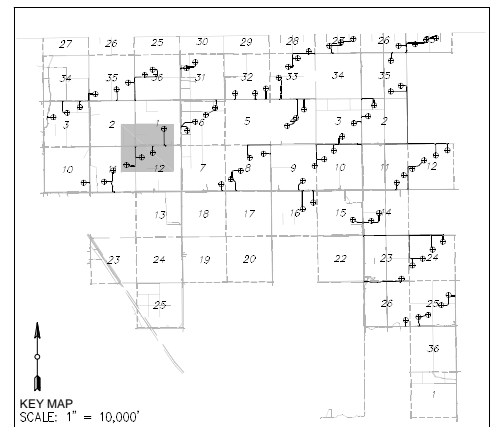 27 26 25 30 29 28 26
34 35 36 31 32 33 34 35
3 2 1 6 5 3 2
10 11 12 7 8 9 10 11 12
13 18 17 16 15 14
23 24 19 20 22 23 24
25 26 25
36
1
KEY MAP
SCALE: 1" = 10,000'